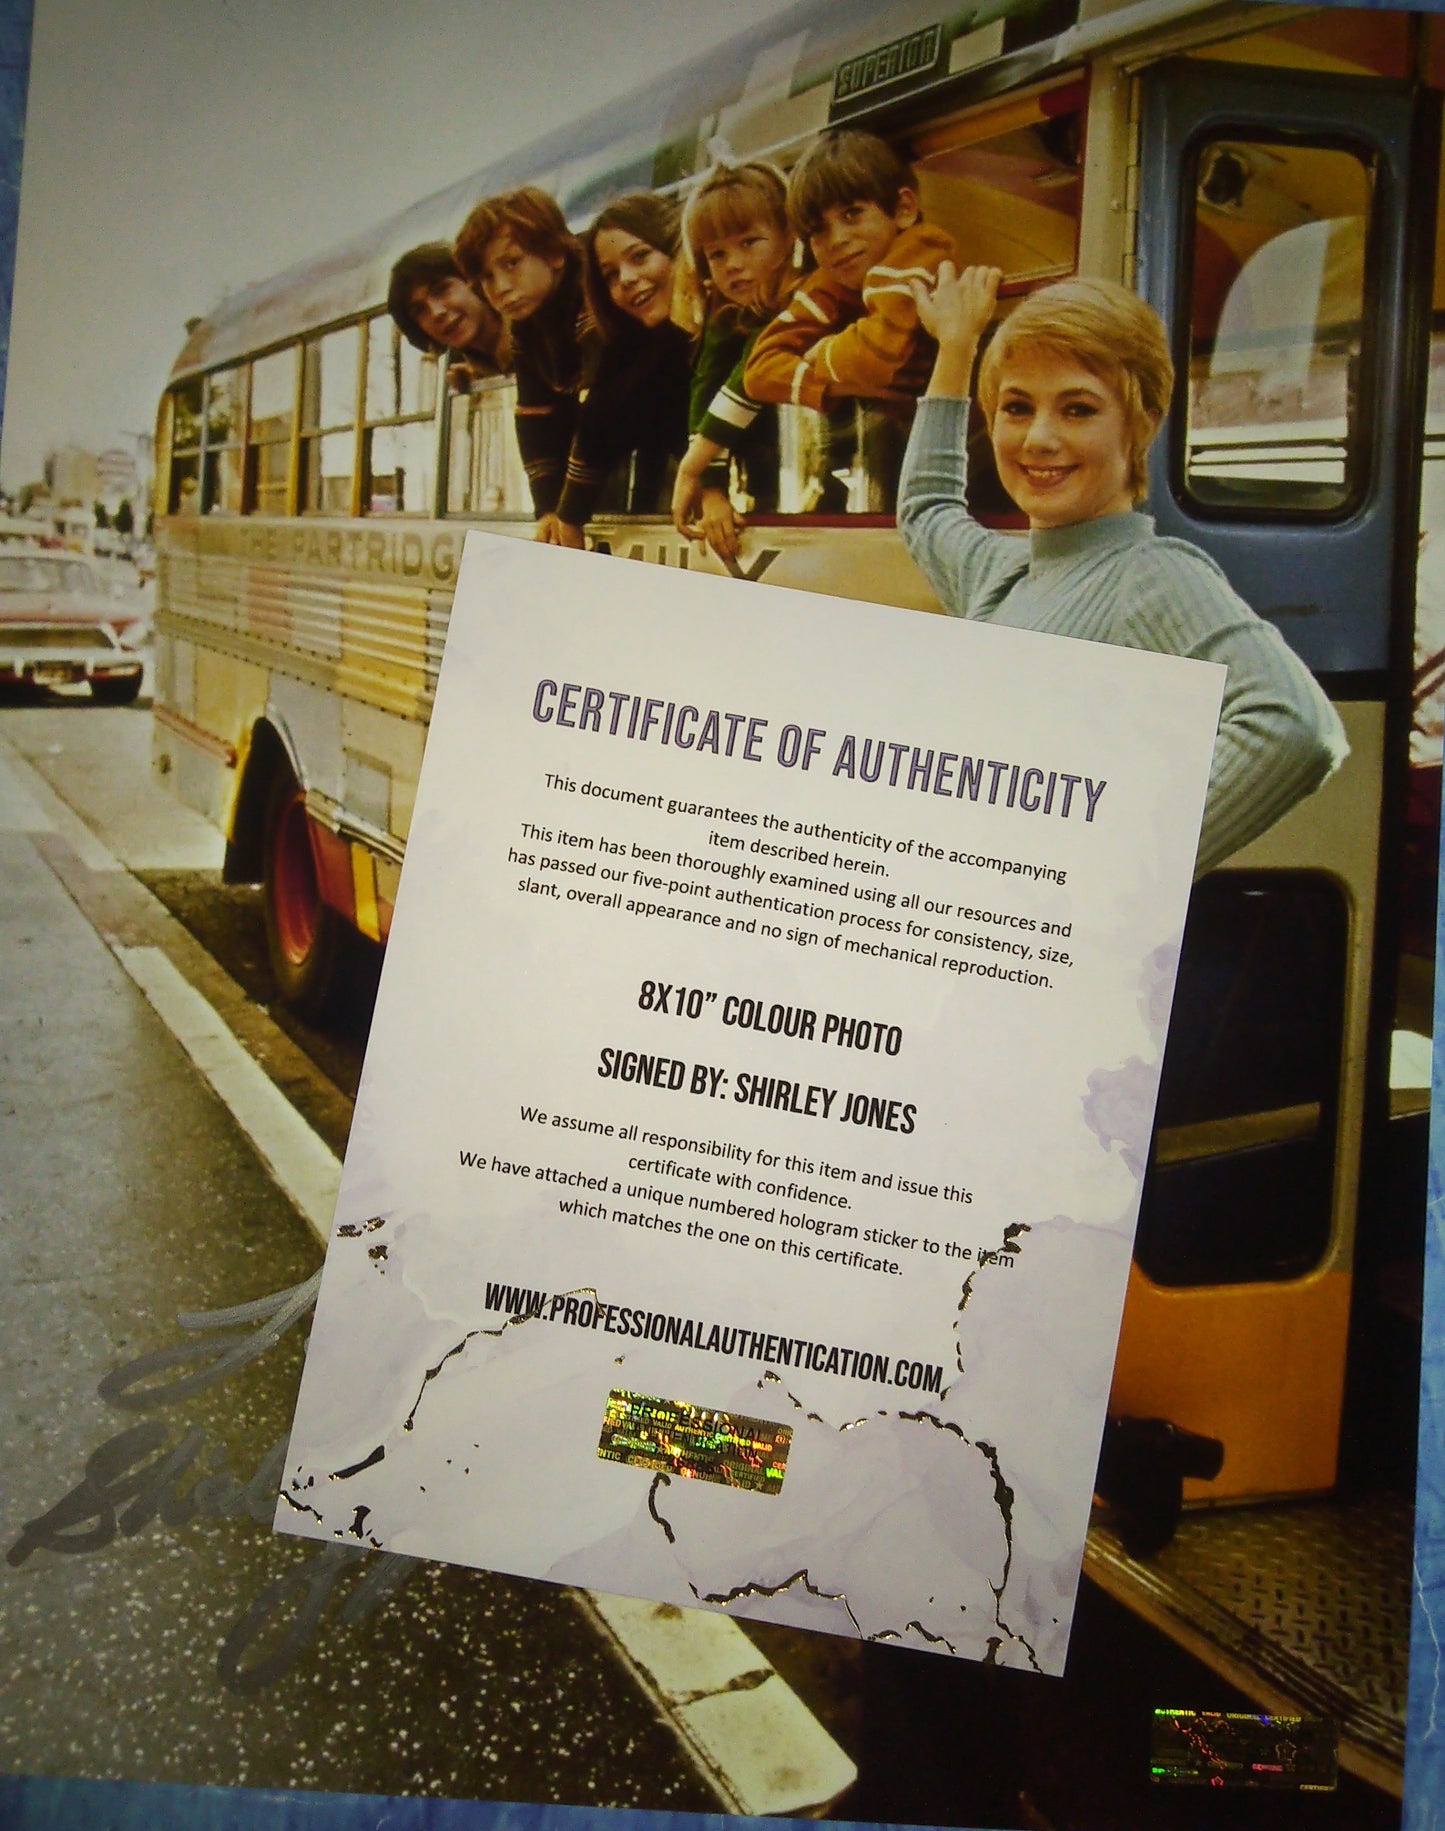 SUPERIOR
THE PARTRIDG MILY
CERTIFICATE OF AUTHENTICITY
This document guarantees the authenticity of the accompanying
item described herein.
This item has been thoroughly examined using all our resources and
has passed our five-point authentication process for consistency, size,
slant, overall appearance and no sign of mechanical reproduction.
8X10” COLOUR PHOTO
SIGNED BY: SHIRLEY JONES
We assume all responsibility for this item and issue this
certificate with confidence.
We have attached a unique numbered hologram sticker to the item
which matches the one on this certificate.
WWW.PROFESSIONALAUTHENTICATION.COM
PROFESSIONAL
AUTHENTICATION